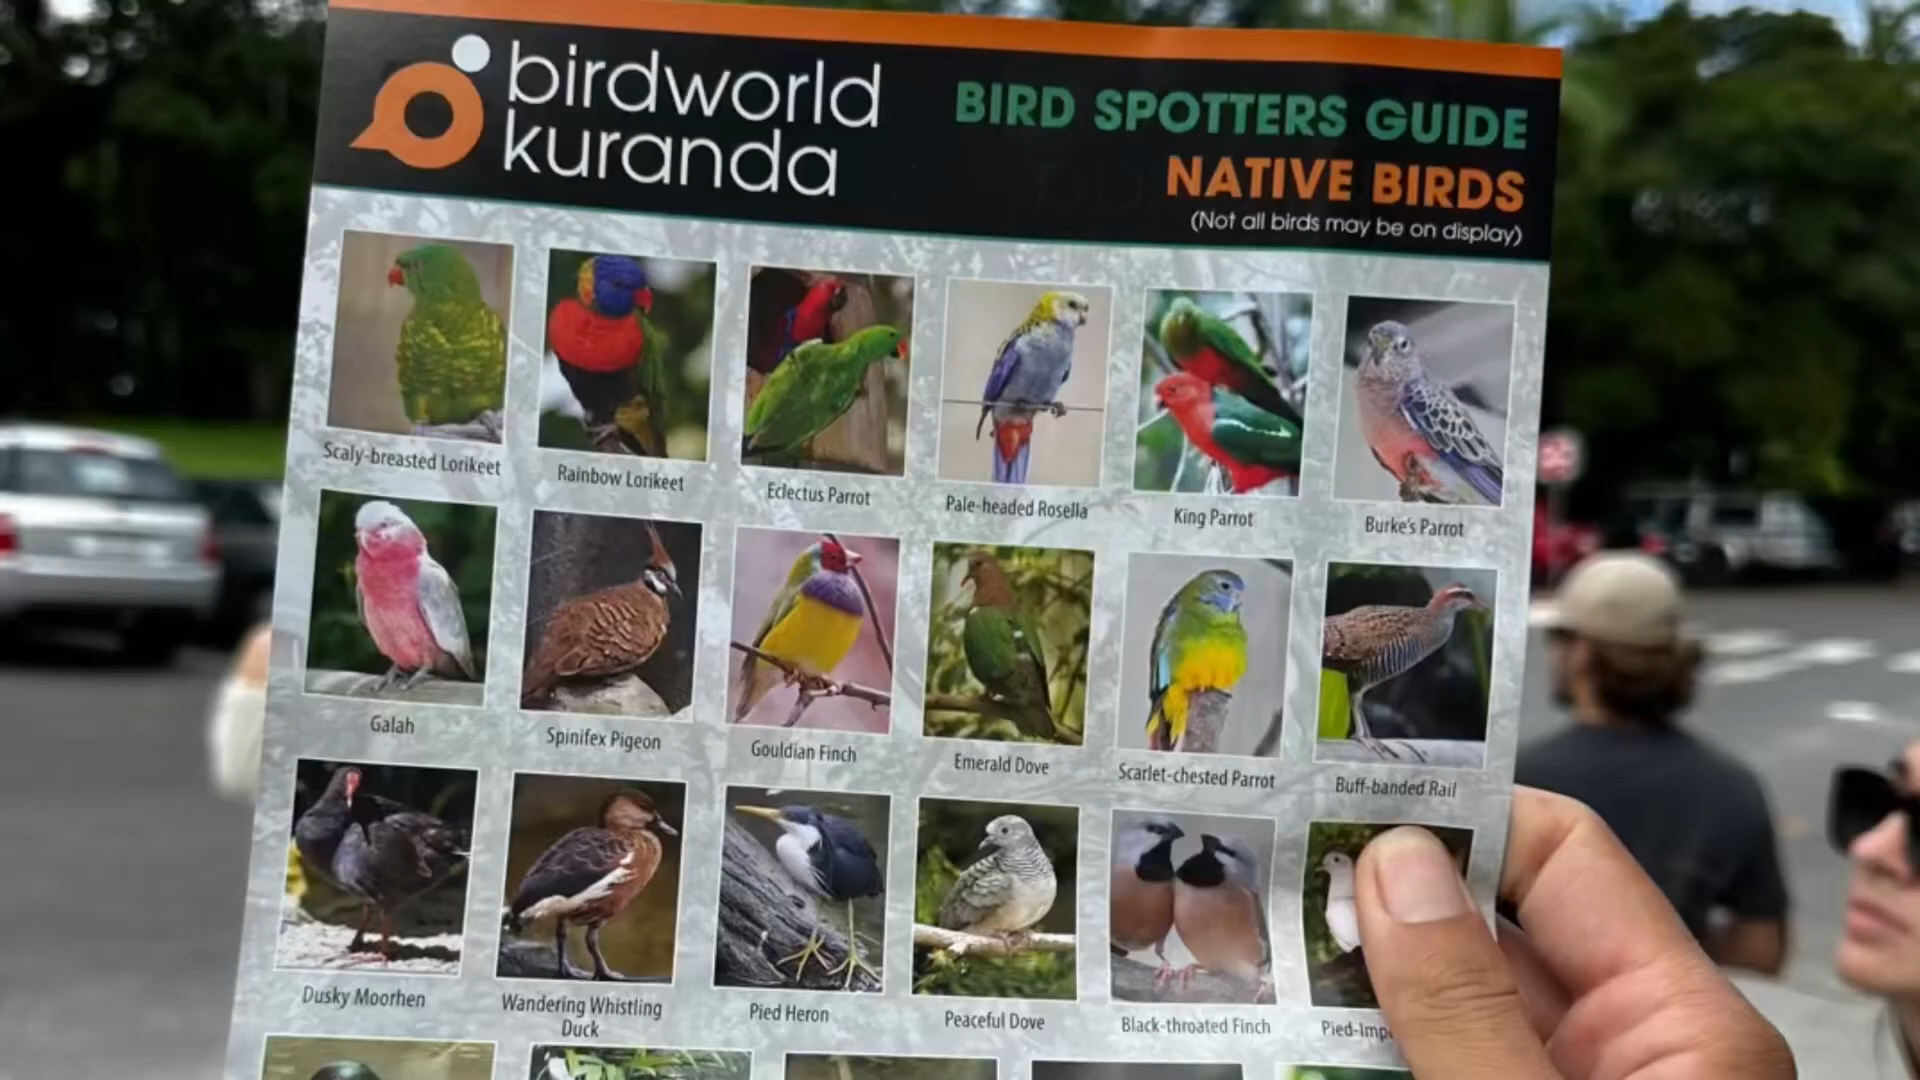 birdworld
kuranda
BIRD SPOTTERS GUIDE
NATIVE BIRDS
(Not all birds may be on display)
Scaly-breasted Lorikeet
Rainbow Lorikeet
Eclectus Parrot
Pale-headed Rosella
King Parrot
Burke's Parrot
Galah
Spinifex Pigeon
Gouldian Finch
Emerald Dove
Scarlet-chested Parrot
Buff-banded Rail
Dusky Moorhen
Wandering Whistling
Duck
Pied Heron
Peaceful Dove
Black-throated Finch